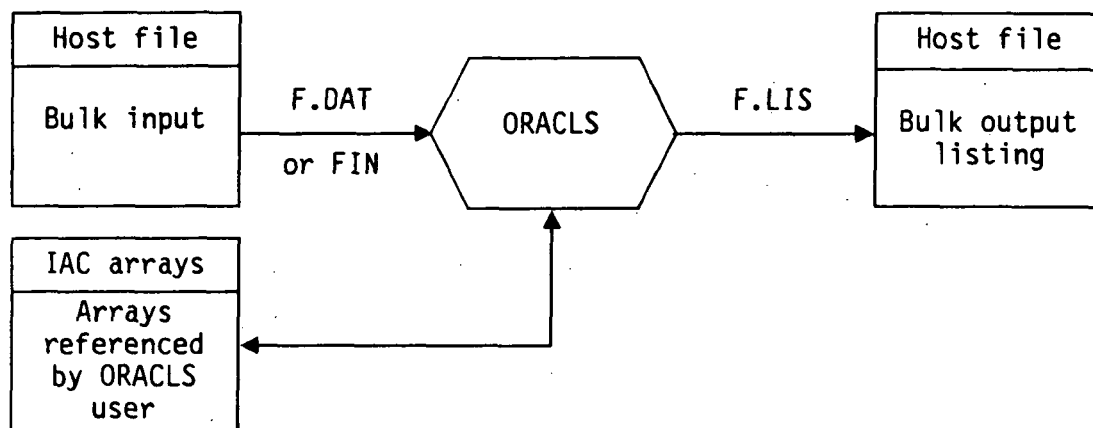 Host file
Bulk input
F.DAT
or FIN
ORACLS
F.LIS
Host file
Bulk output
listing
IAC arrays
Arrays
referenced
by ORACLS
user